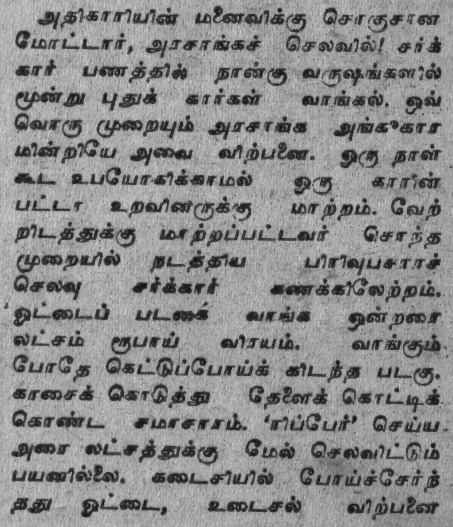 அதிகாரியின் மனைவிக்கு சொகுசான
மோட்டார், அரசாங்கச் செலவில்! சர்க்
கார் பணத்தில் நான்கு வருஷங்களில்
மூன்று புதுக் கார்கள் வாங்கல். ஒவ்
வொரு முறையும் அரசாங்க அங்கீகார
மின்றியே அவை விற்பனை. ஒரு நாள்
கூட உபயோகிக்காமல் ஒரு காரின்
பட்டா உறவினருக்கு மாற்றம். வேற்
றிடத்துக்கு மாற்றப்பட்டவர் சொந்த
முறையில் நடத்திய பிரிவுபசாரச்
செலவு சர்க்கார் கணக்கிலேற்றம்.
ஓட்டைப் படகை வாங்க ஒன்றரை
லட்சம் ரூபாய் விரயம். வாங்கும்
போதே கெட்டுப்போய்க் கிடந்த படகு.
காசைக் கொடுத்து தேளைக் கொட்டிக்
கொண்ட சமாசாரம். 'ரிப்பேர்' செய்ய
அரை லட்சத்துக்கு மேல் செலவிட்டும்
பயனில்லை. கடைசியில் போய்ச்சேர்ந்
தது ஓட்டை, உடைசல் விற்பனை